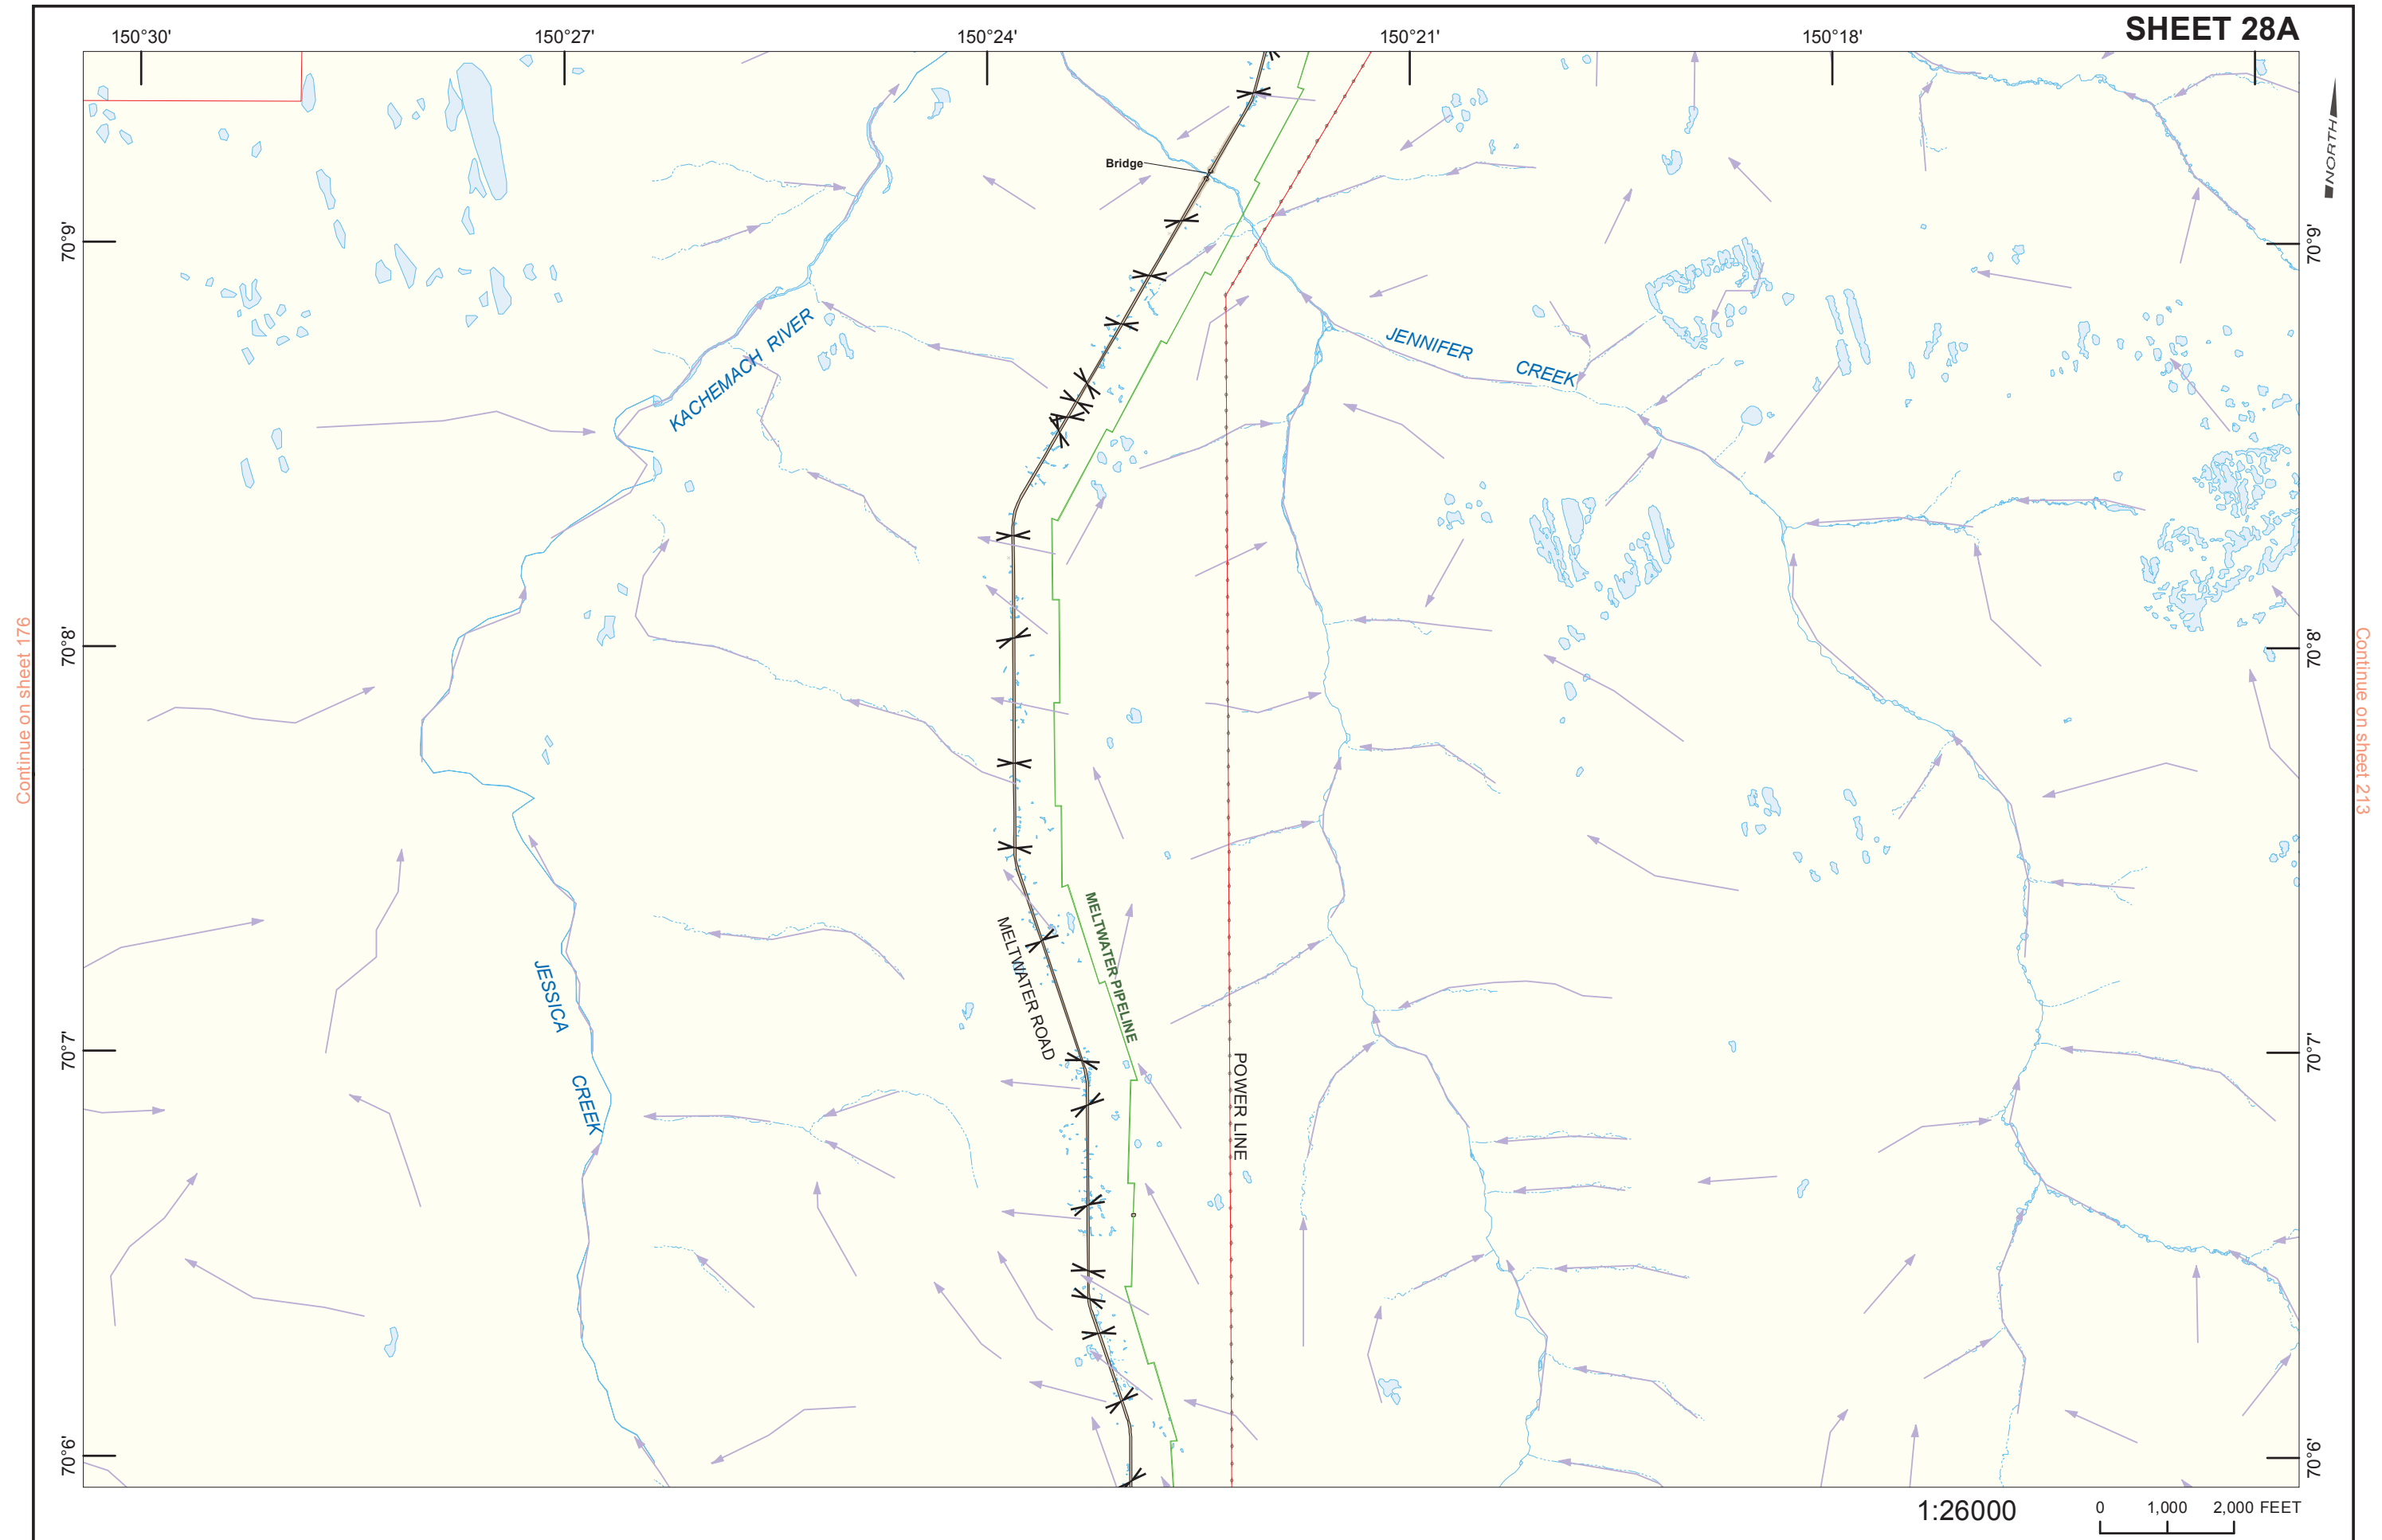 SHEET 28A
150°30'
150°27'
150°24'
150°21'
150°18'
NORTH
Bridge
70°9'
70°9'
KACHEMACH RIVER
JENNIFER
CREEK
Continue on sheet 176
70°8'
70°8'
Continue on sheet 213
MELTWATER PIPELINE
MELTWATER ROAD
JESSICA
CREEK
70°7'
70°7'
POWER LINE
70°6'
70°6'
1:26000
0 1,000 2,000 FEET